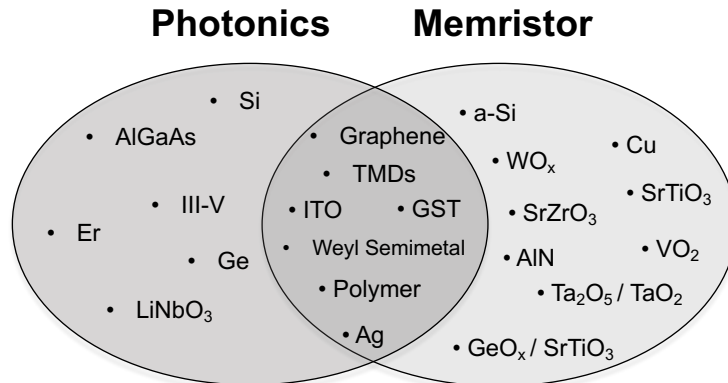 Photonics
Memristor
• Si
• AlGaAs
• III-V
• Er
• Ge
• LiNbO₃
• Graphene
• TMDs
• ITO
• GST
• Weyl Semimetal
• Polymer
• Ag
• a-Si
• Cu
• WOₓ
• SrTiO₃
• SrZrO₃
• VO₂
• AlN
• Ta₂O₅ / TaO₂
• GeOₓ / SrTiO₃